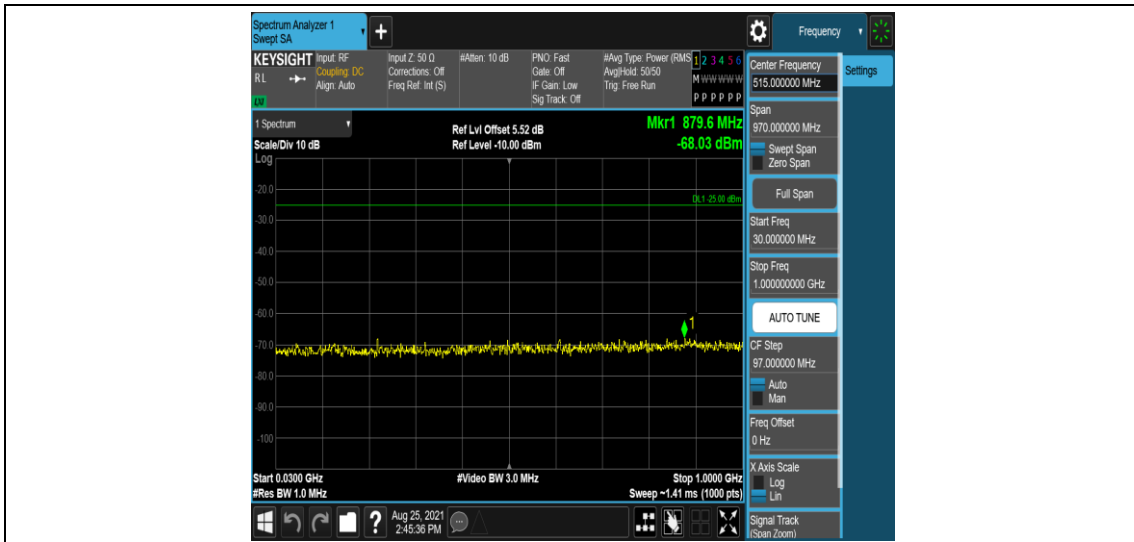 Spectrum Analyzer 1
Swept SA
+
Frequency
KEYSIGHT
RL
LXI
Input: RF
Coupling: DC
Align: Auto
Input Z: 50 Ω
Corrections: Off
Freq Ref: Int (S)
#Atten: 10 dB
PNO: Fast
Gate: Off
IF Gain: Low
Sig Track: Off
#Avg Type: Power (RMS
Avg|Hold: 50/50
Trig: Free Run
1 2 3 4 5 6
M W W W W W
P P P P P P
1 Spectrum
Scale/Div 10 dB
Ref Lvl Offset 5.52 dB
Ref Level -10.00 dBm
Mkr1 879.6 MHz
-68.03 dBm
Log
DL1 -25.00 dBm
-20.0
-30.0
-40.0
-50.0
-60.0
-70.0
-80.0
-90.0
-100
1
Start 0.0300 GHz
#Res BW 1.0 MHz
#Video BW 3.0 MHz
Stop 1.0000 GHz
Sweep ~1.41 ms (1000 pts)
Center Frequency
515.000000 MHz
Settings
Span
970.000000 MHz
Swept Span
Zero Span
Full Span
Start Freq
30.000000 MHz
Stop Freq
1.000000000 GHz
AUTO TUNE
CF Step
97.000000 MHz
Auto
Man
Freq Offset
0 Hz
X Axis Scale
Log
Lin
Signal Track
(Span Zoom)
?
Aug 25, 2021
2:45:36 PM